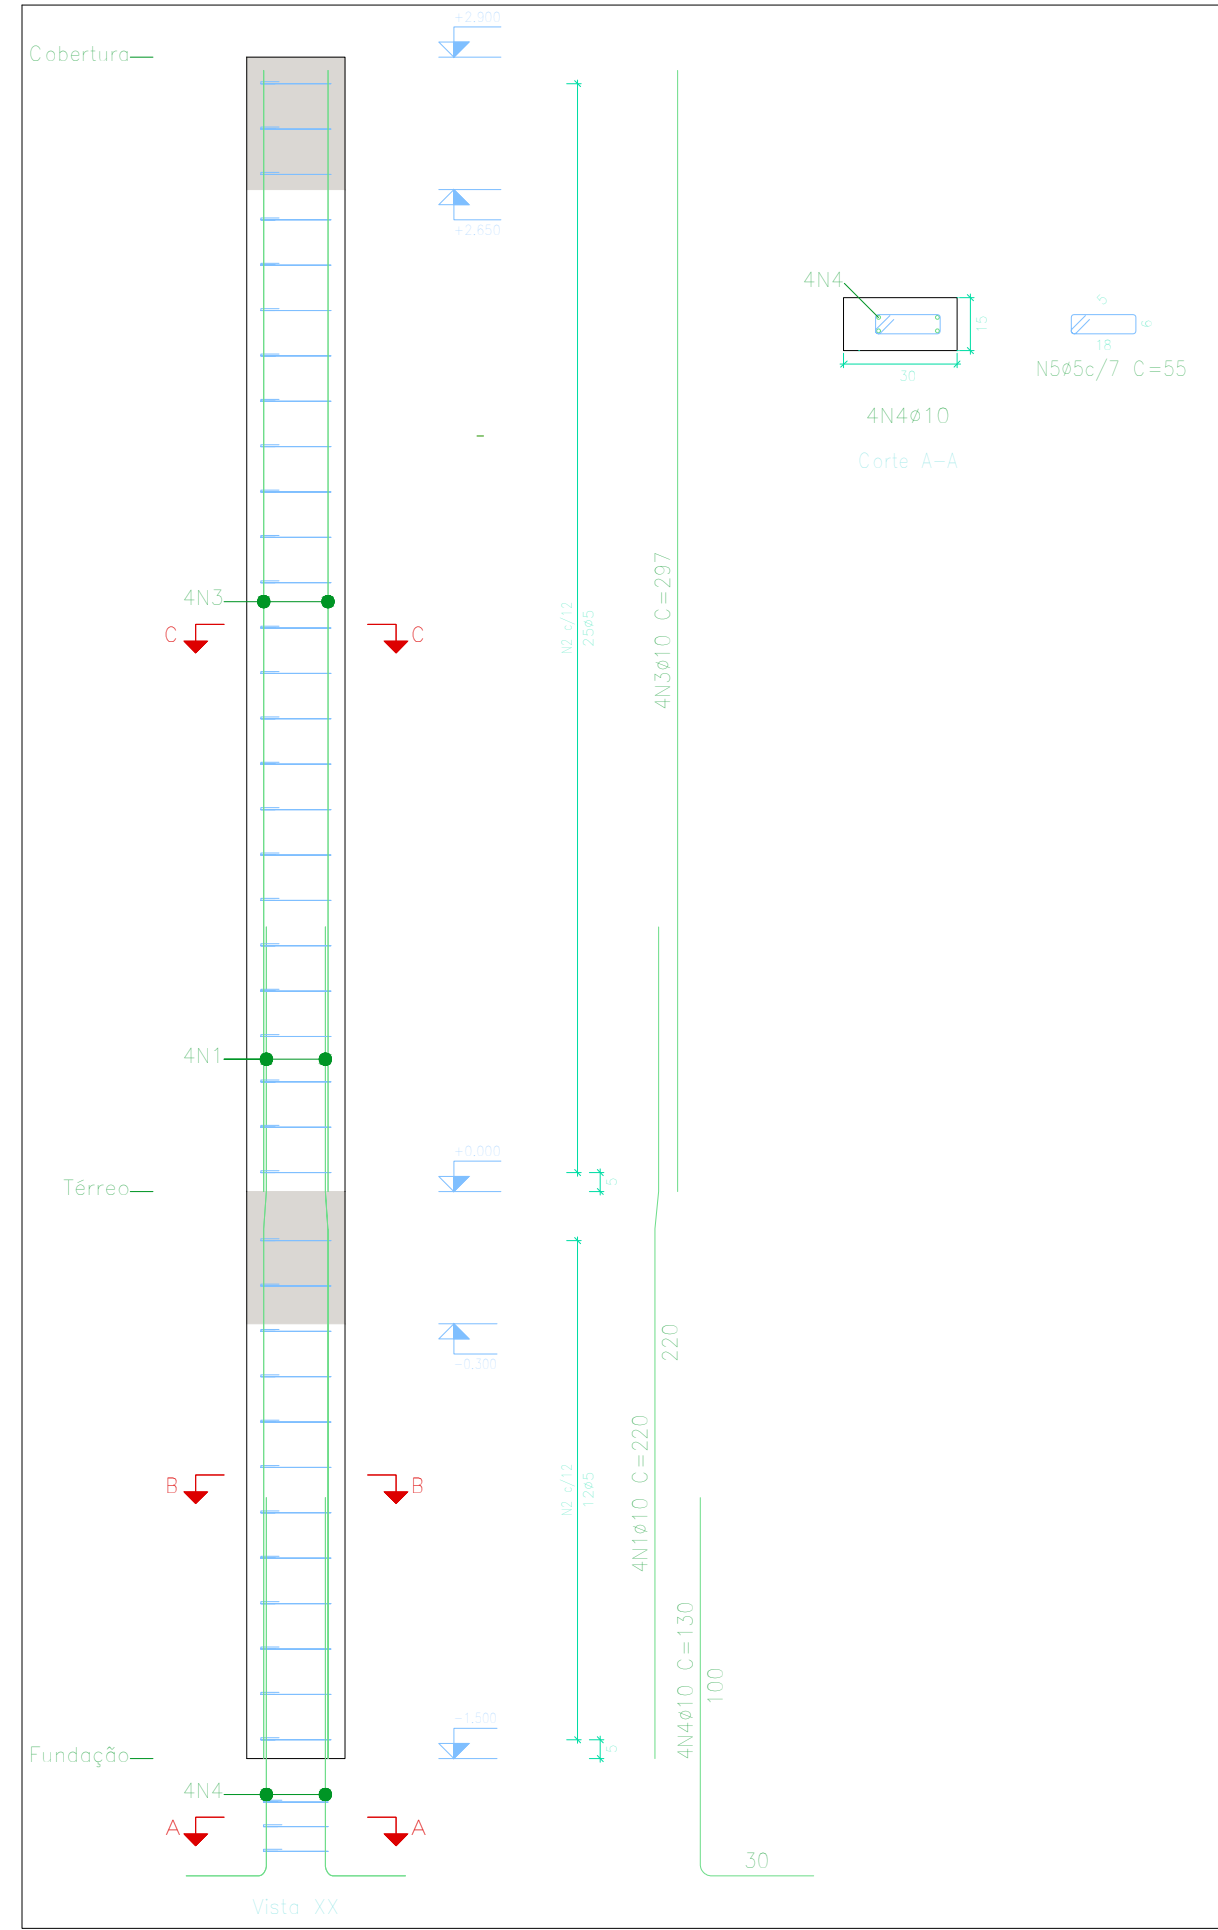 +2.900
Cobertura
+2.650
4N4
15
30
4N4ø10
Corte A-A
5
6
18
N5ø5c/7 C=55
4N3
C
C
N2 c/12
25ø5
4N3ø10 C=297
4N1
+0.000
Térreo
5
-0.300
220
4N1ø10 C=220
N2 c/12
12ø5
B
B
4N4ø10 C=130
100
-1.500
Fundação
5
4N4
A
A
30
Vista XX